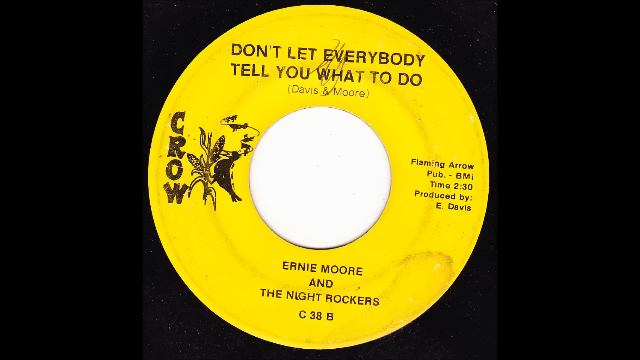 DON'T LET EVERYBODY
TELL YOU WHAT TO DO
(Davis & Moore)
CROW
Flaming Arrow
Pub. - BMi
Time 2:30
Produced by:
E. Davis
ERNIE MOORE
AND
THE NIGHT ROCKERS
C 38 B